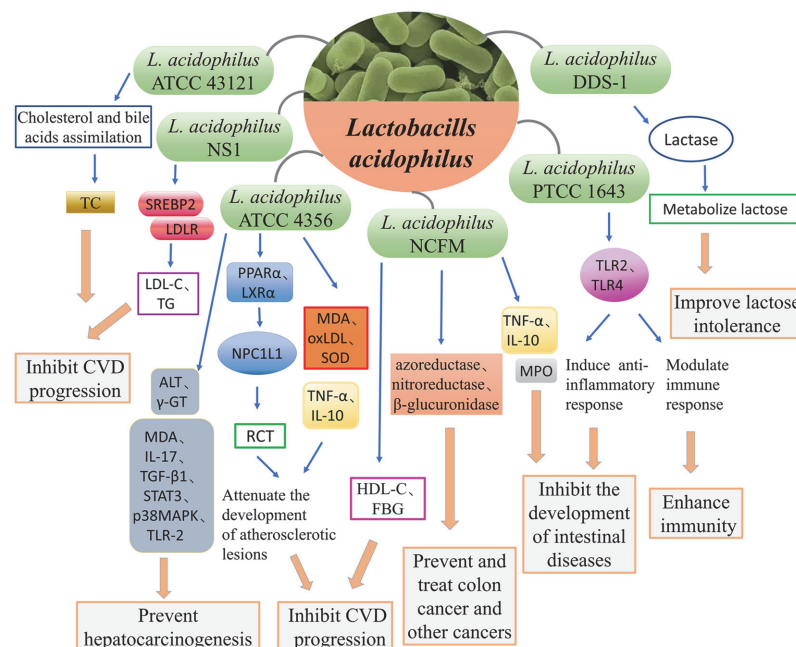 L. acidophilus
ATCC 43121
L. acidophilus
DDS-1
Lactobacills
acidophilus
Cholesterol and bile
acids assimilation
L. acidophilus
NS1
Lactase
L. acidophilus
PTCC 1643
TC
SREBP2
LDLR
L. acidophilus
ATCC 4356
L. acidophilus
NCFM
Metabolize lactose
LDL-C、
TG
PPARα、
LXRα
TLR2、
TLR4
MDA、
oxLDL、
SOD
TNF-α、
IL-10
Improve lactose
intolerance
Inhibit CVD
progression
NPC1L1
azoreductase、
nitroreductase、
β-glucuronidase
MPO
Induce anti-
inflammatory
response
Modulate
immune
response
ALT、
γ-GT
TNF-α、
IL-10
MDA、
IL-17、
TGF-β1、
STAT3、
p38MAPK、
TLR-2
RCT
Attenuate the
development
of atherosclerotic
lesions
HDL-C、
FBG
Inhibit the
development
of intestinal
diseases
Enhance
immunity
Prevent
hepatocarcinogenesis
Inhibit CVD
progression
Prevent and
treat colon
cancer and
other cancers